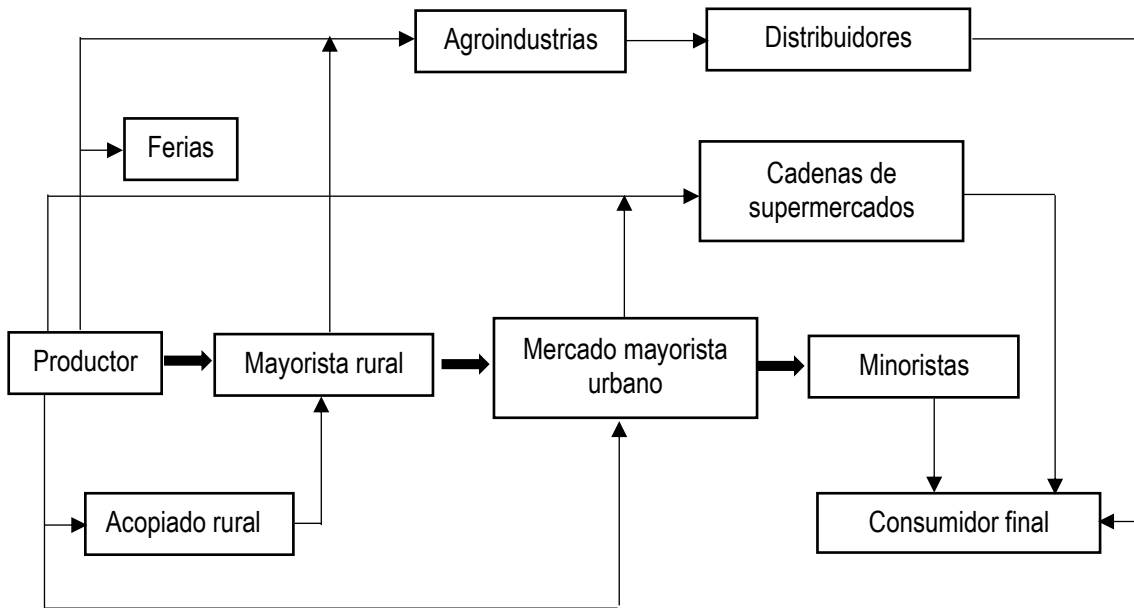 Agroindustrias
Distribuidores
Ferias
Cadenas de
supermercados
Productor
Mayorista rural
Mercado mayorista
urbano
Minoristas
Acopiado rural
Consumidor final